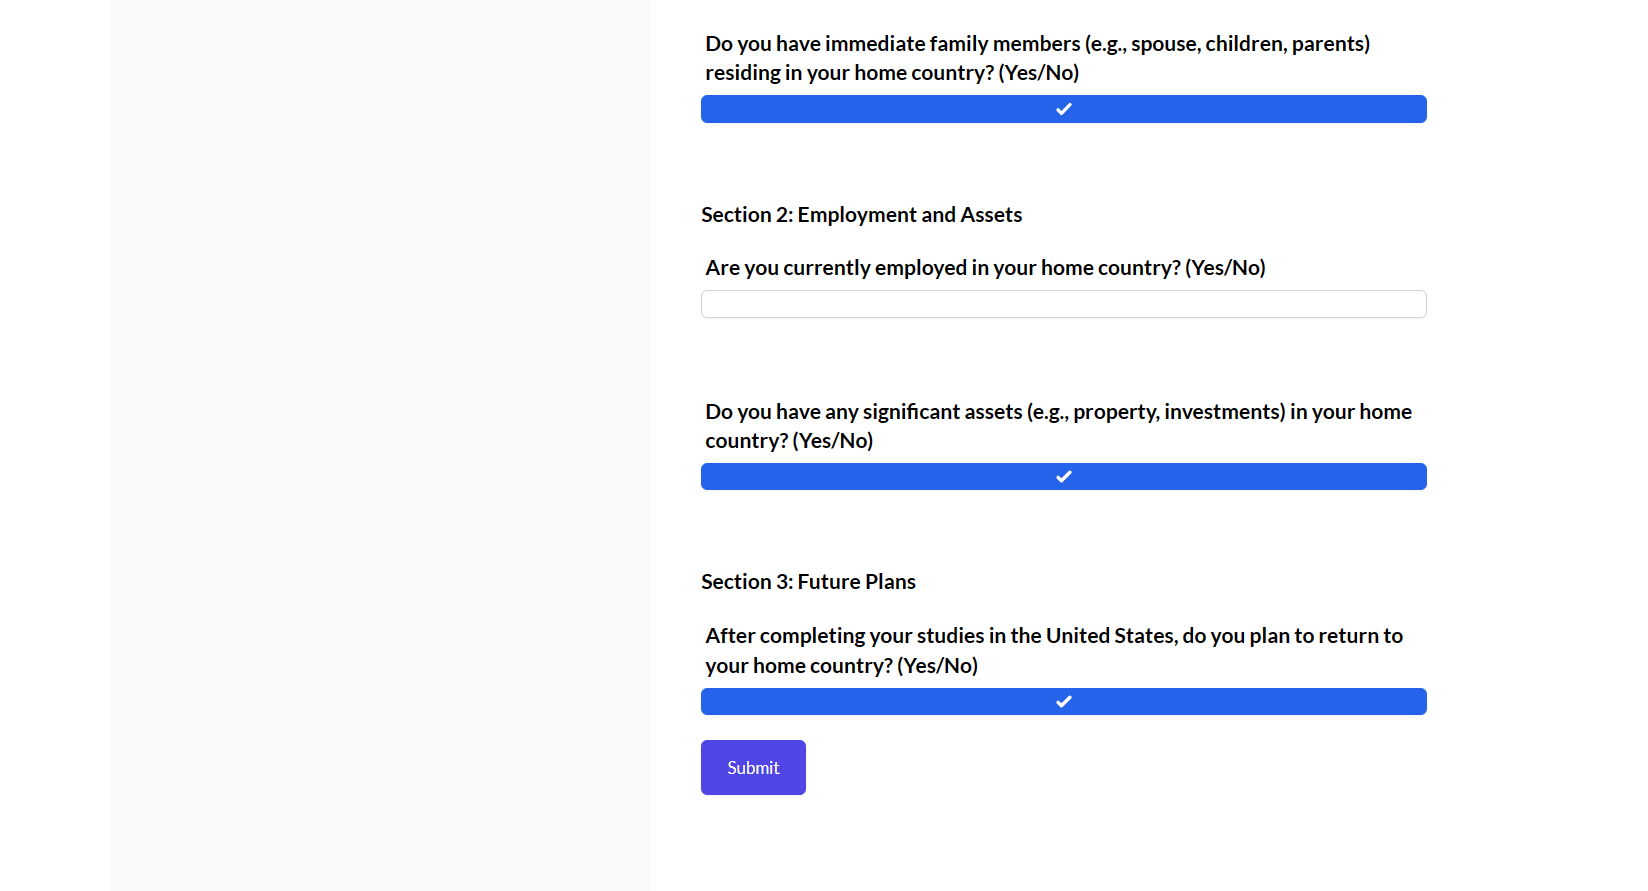 Do you have immediate family members (e.g., spouse, children, parents)
residing in your home country? (Yes/No)
Section 2: Employment and Assets
Are you currently employed in your home country? (Yes/No)
Do you have any significant assets (e.g., property, investments) in your home
country? (Yes/No)
Section 3: Future Plans
After completing your studies in the United States, do you plan to return to
your home country? (Yes/No)
Submit